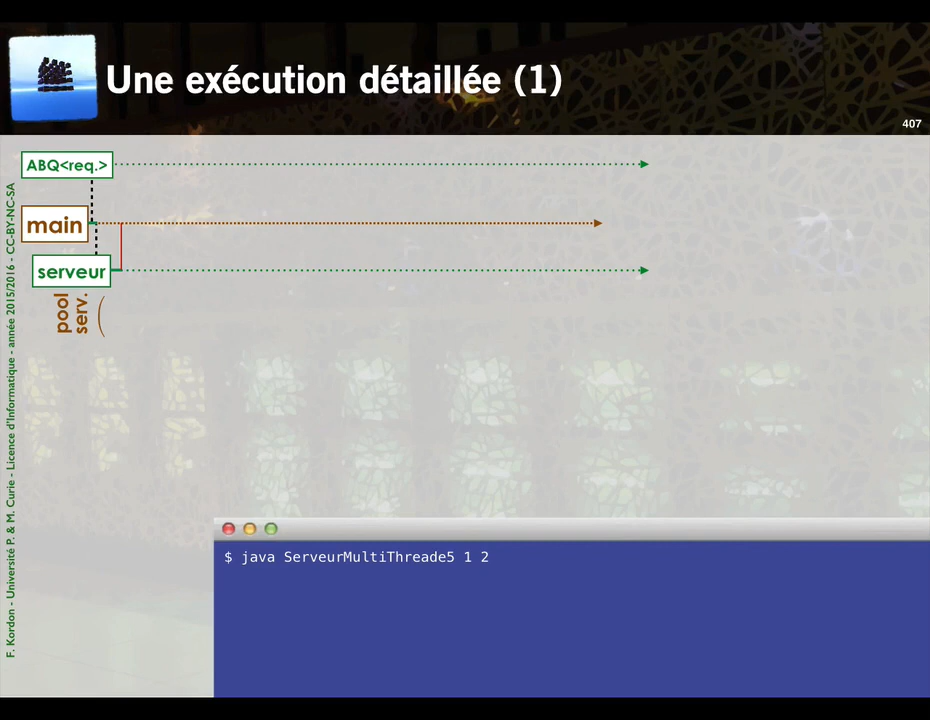 Une exécution détaillée (1)
407
ABQ<req.>
main
serveur
pool
serv.
F. Kordon - Université P. & M. Curie - Licence d'Informatique - année 2015/2016 - CC-BY-NC-SA
$ java ServeurMultiThreade5 1 2